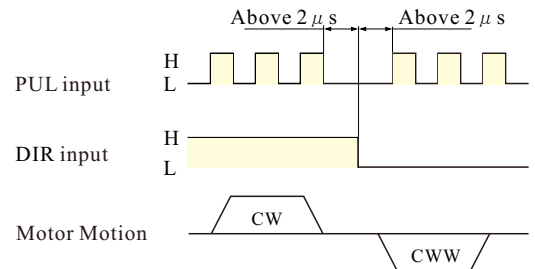 Above 2 μ s Above 2 μ s
H
L
PUL input
H
L
DIR input
CW
Motor Motion
CWW